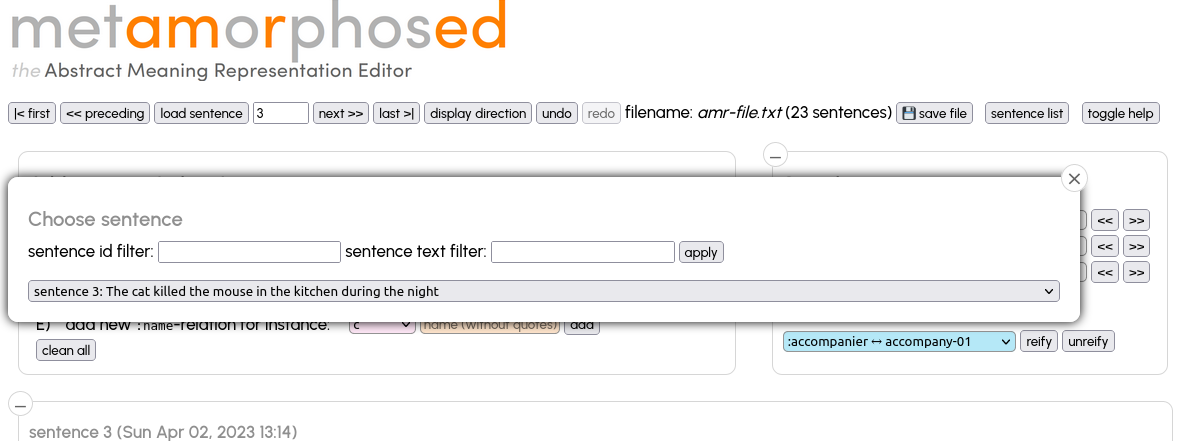 metamorphosed
the Abstract Meaning Representation Editor
|< first << preceding load sentence 3 next >> last >| display direction undo redo filename: amr-file.txt (23 sentences) save file sentence list toggle help
Choose sentence
<< >>
sentence id filter: sentence text filter: apply
<< >>
<< >>
sentence 3: The cat killed the mouse in the kitchen during the night
E) add new :name-relation for instance: c name (without quotes) add
:accompanier ↔ accompany-01 reify unreify
clean all
sentence 3 (Sun Apr 02, 2023 13:14)